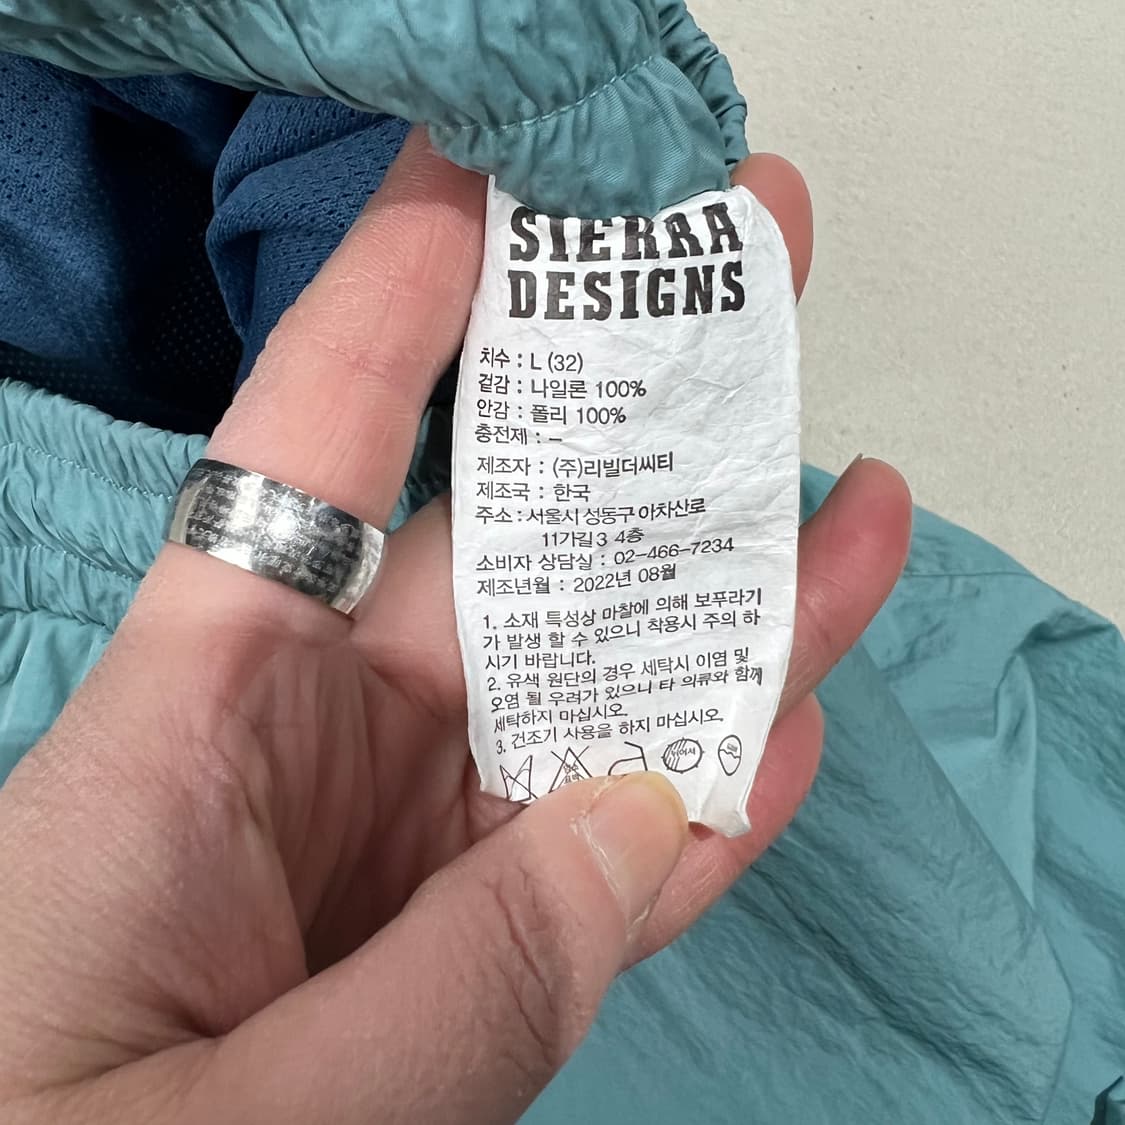 SIERRA
DESIGNS
치수 : L (32)
겉감 : 나일론 100%
안감 : 폴리 100%
충전제 : –
제조자 : (주)리빌더씨티
제조국 : 한국
주소 : 서울시 성동구 아차산로
11가길 3 4층
소비자 상담실 : 02-466-7234
제조년월 : 2022년 08월
1. 소재 특성상 마찰에 의해 보푸라기
가 발생 할 수 있으니 착용시 주의 하
시기 바랍니다.
2. 유색 원단의 경우 세탁시 이염 및
오염 될 우려가 있으니 타 의류와 함께
세탁하지 마십시오.
3. 건조기 사용을 하지 마십시오.
염소
표백
뉘어서